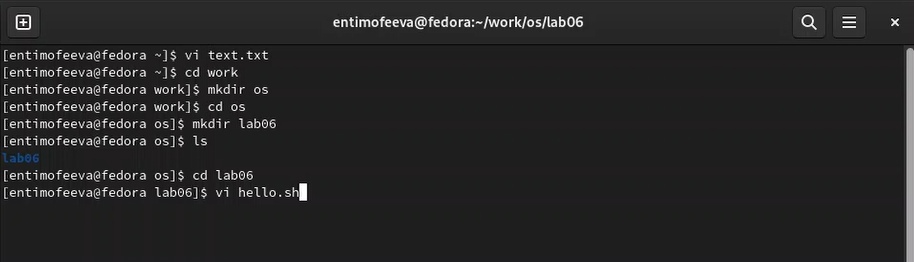 entimofeeva@fedora:~/work/os/lab06
[entimofeeva@fedora ~]$ vi text.txt
[entimofeeva@fedora ~]$ cd work
[entimofeeva@fedora work]$ mkdir os
[entimofeeva@fedora work]$ cd os
[entimofeeva@fedora os]$ mkdir lab06
[entimofeeva@fedora os]$ ls
lab06
[entimofeeva@fedora os]$ cd lab06
[entimofeeva@fedora lab06]$ vi hello.sh